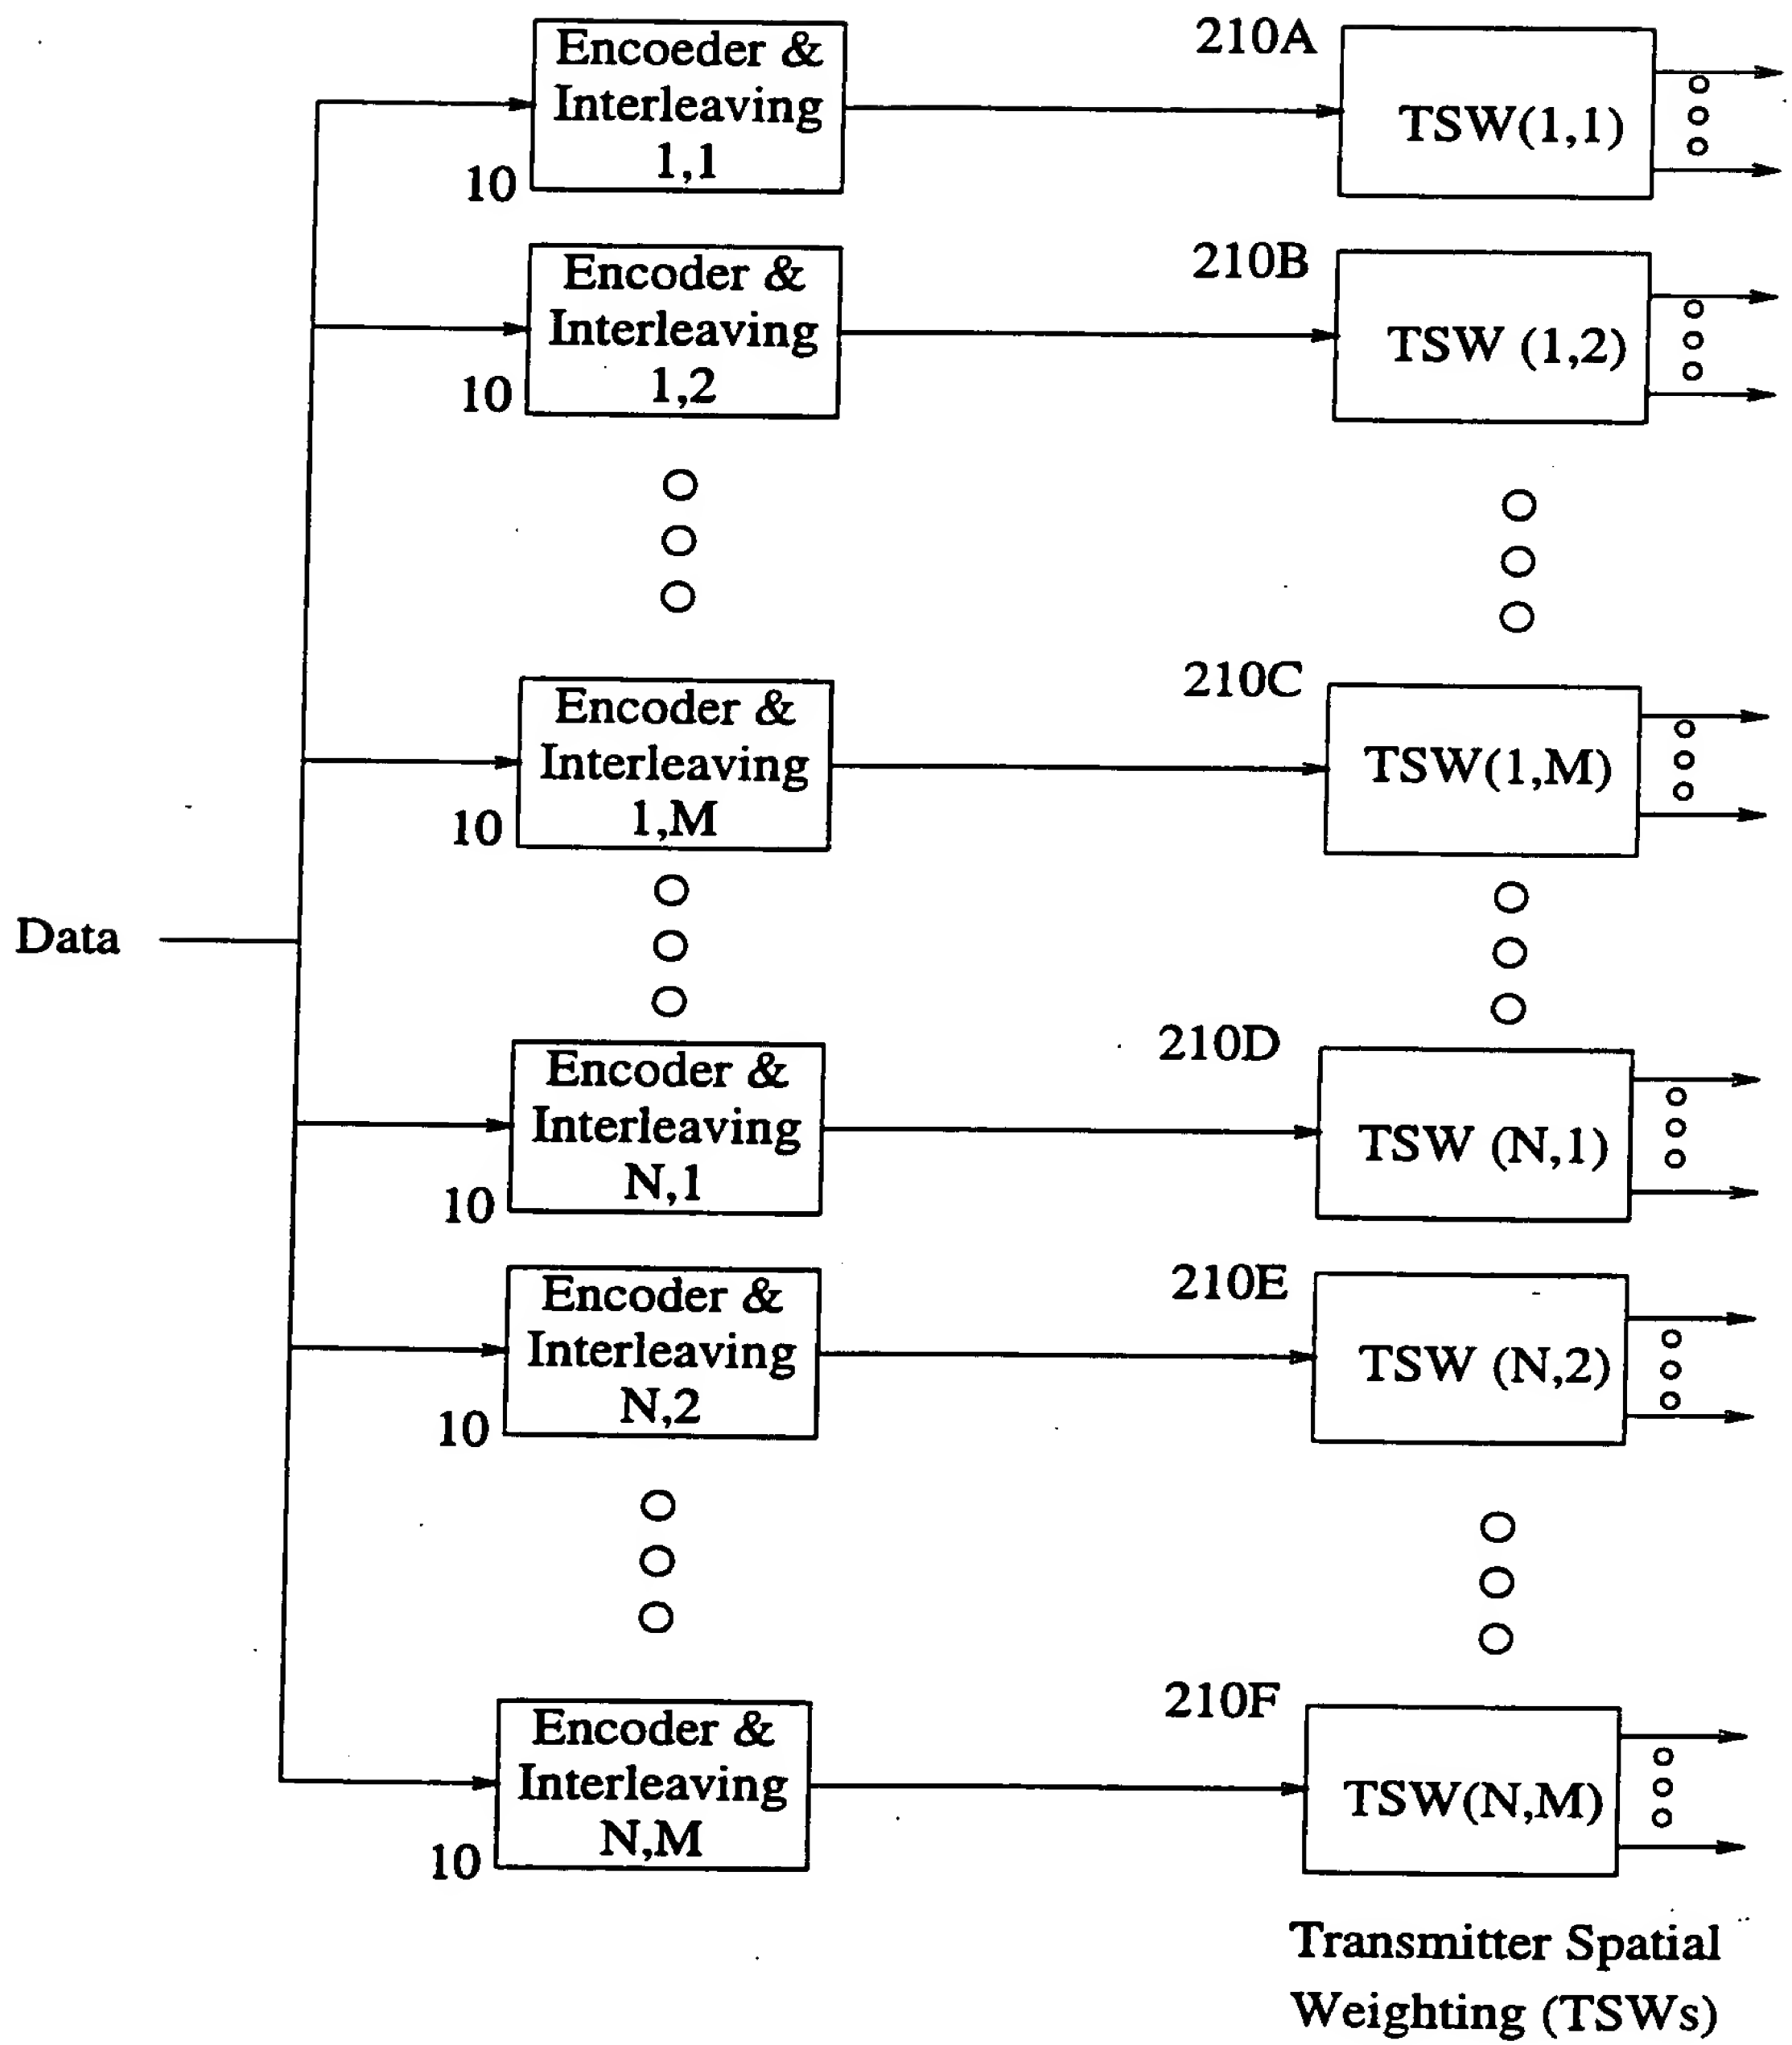 Encoeder &
Interleaving
1,1
10
210A
TSW(1,1)
Encoder &
Interleaving
1,2
10
210B
TSW (1,2)
Encoder &
Interleaving
1,M
10
210C
TSW(1,M)
Data
Encoder &
Interleaving
N,1
10
210D
TSW (N,1)
Encoder &
Interleaving
N,2
10
210E
TSW (N,2)
Encoder &
Interleaving
N,M
10
210F
TSW(N,M)
Transmitter Spatial
Weighting (TSWs)